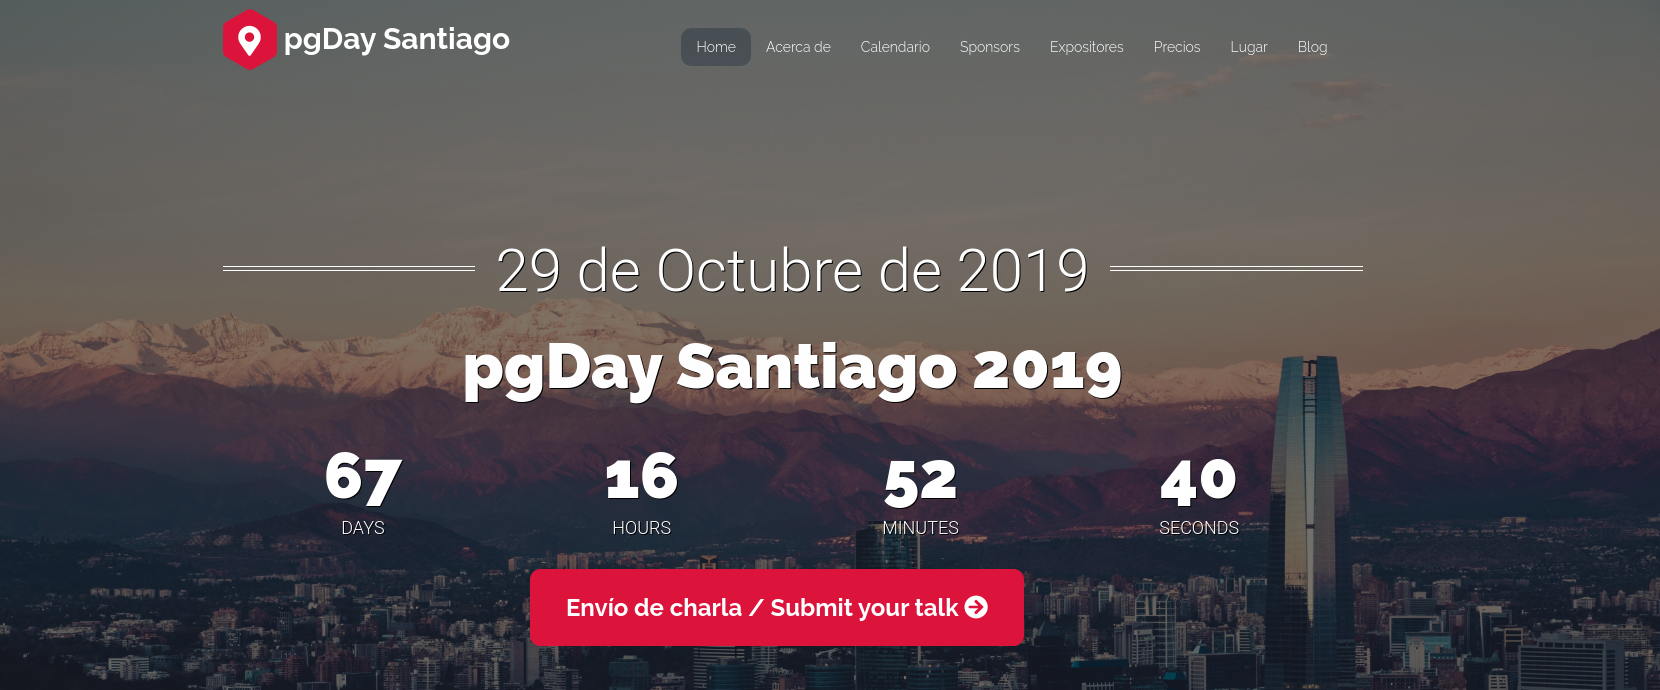 pgDay Santiago
Home Acerca de Calendario Sponsors Expositores Precios Lugar Blog
29 de Octubre de 2019
pgDay Santiago 2019
67 16 52 40
DAYS HOURS MINUTES SECONDS
Envío de charla / Submit your talk